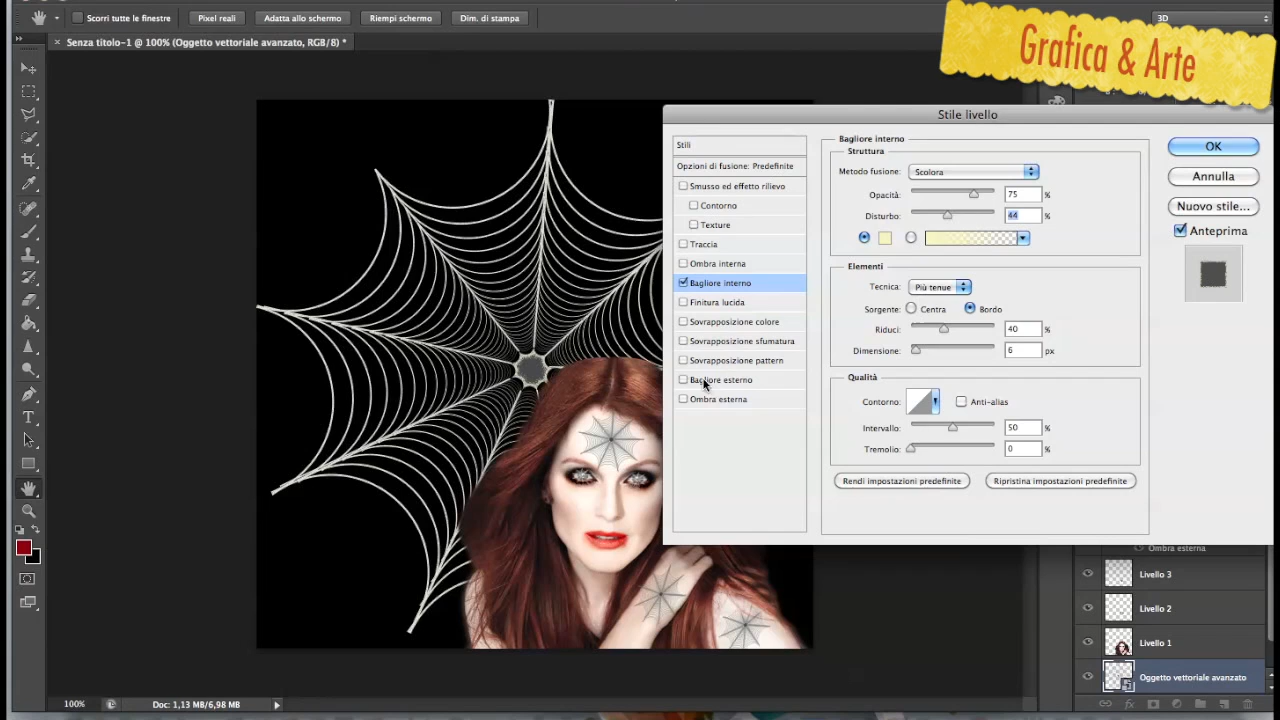 Scorri tutte le finestre
Pixel reali
Adatta allo schermo
Riempi schermo
Dim. di stampa
3D
Grafica & Arte
Senza titolo-1 @ 100% (Oggetto vettoriale avanzato, RGB/8) *
Stile livello
Stili
Opzioni di fusione: Predefinite
Smusso ed effetto rilievo
Contorno
Texture
Traccia
Ombra interna
Bagliore interno
Finitura lucida
Sovrapposizione colore
Sovrapposizione sfumatura
Sovrapposizione pattern
Bagliore esterno
Ombra esterna
Bagliore interno
Struttura
Metodo fusione: Scolora
Opacità: 75 %
Disturbo: 44 %
Elementi
Tecnica: Più tenue
Sorgente: Centra Bordo
Riduci: 40 %
Dimensione: 6 px
Qualità
Contorno: Anti-alias
Intervallo: 50 %
Tremolio: 0 %
Rendi impostazioni predefinite
Ripristina impostazioni predefinite
OK
Annulla
Nuovo stile...
Anteprima
Ombra esterna
Livello 3
Livello 2
Livello 1
Oggetto vettoriale avanzato
100%
Doc: 1,13 MB/6,98 MB